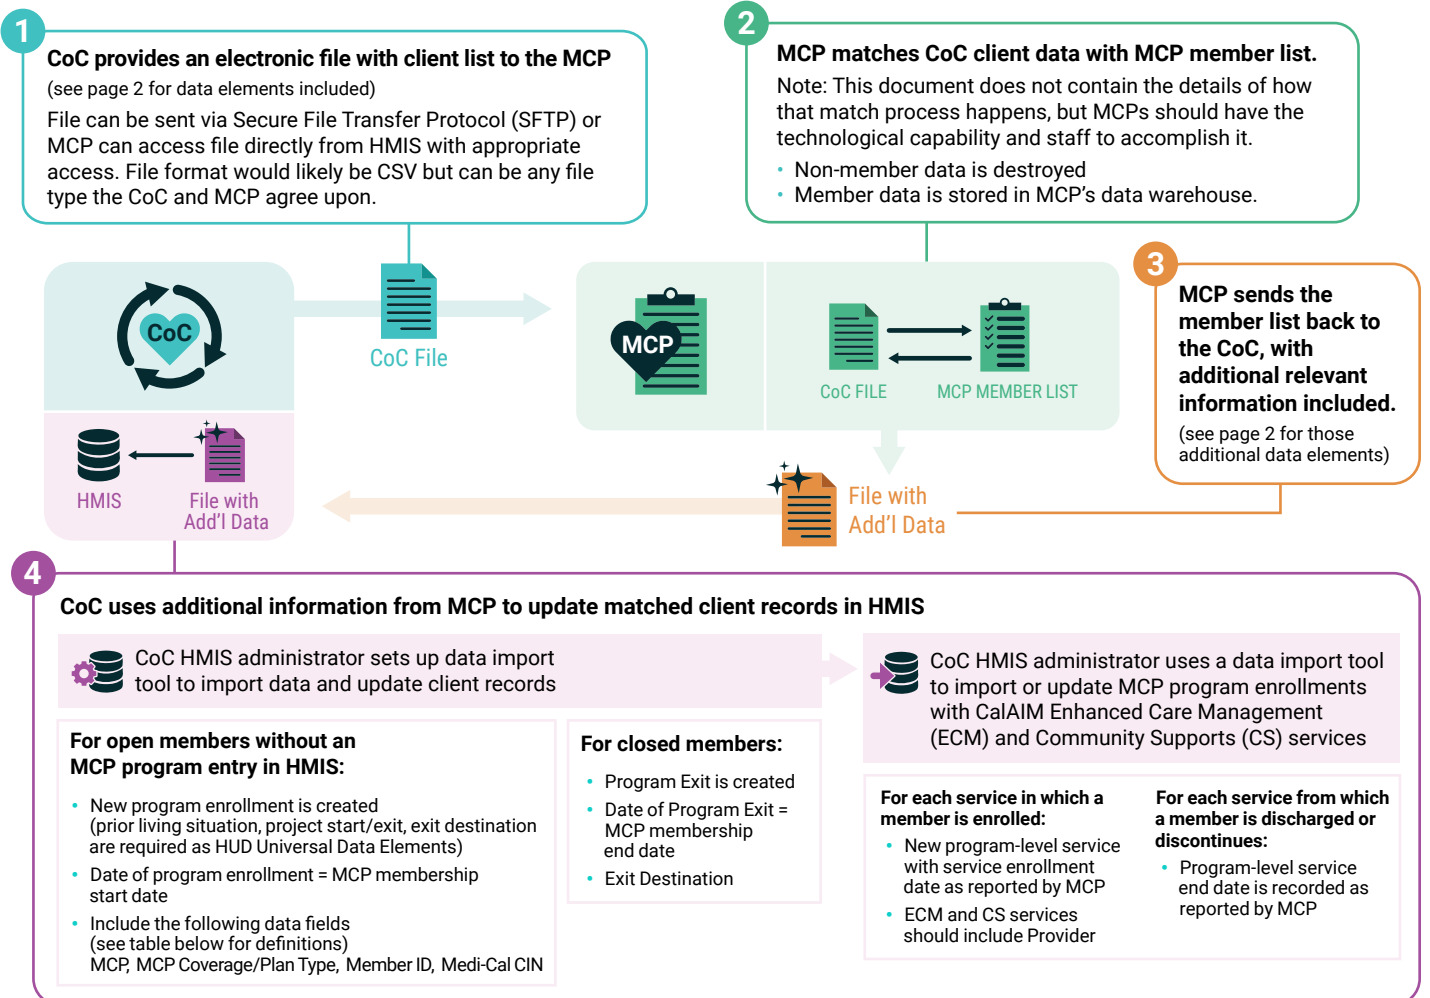 1
CoC provides an electronic file with client list to the MCP
(see page 2 for data elements included)
File can be sent via Secure File Transfer Protocol (SFTP) or
MCP can access file directly from HMIS with appropriate
access. File format would likely be CSV but can be any file
type the CoC and MCP agree upon.
2
MCP matches CoC client data with MCP member list.
Note: This document does not contain the details of how
that match process happens, but MCPs should have the
technological capability and staff to accomplish it.
• Non-member data is destroyed
• Member data is stored in MCP's data warehouse.
3
MCP sends the
member list back to
the CoC, with
additional relevant
information included.
(see page 2 for those
additional data elements)
CoC
CoC File
MCP
CoC FILE
MCP MEMBER LIST
HMIS
File with
Add'l Data
File with
Add'l Data
4
CoC uses additional information from MCP to update matched client records in HMIS
CoC HMIS administrator sets up data import
tool to import data and update client records
For open members without an
MCP program entry in HMIS:
• New program enrollment is created
(prior living situation, project start/exit, exit destination
are required as HUD Universal Data Elements)
• Date of program enrollment = MCP membership
start date
• Include the following data fields
(see table below for definitions)
MCP, MCP Coverage/Plan Type, Member ID, Medi-Cal CIN
For closed members:
• Program Exit is created
• Date of Program Exit =
MCP membership
end date
• Exit Destination
CoC HMIS administrator uses a data import tool
to import or update MCP program enrollments
with CalAIM Enhanced Care Management
(ECM) and Community Supports (CS) services
For each service in which a
member is enrolled:
• New program-level service
with service enrollment
date as reported by MCP
• ECM and CS services
should include Provider
For each service from which
a member is discharged or
discontinues:
• Program-level service
end date is recorded as
reported by MCP